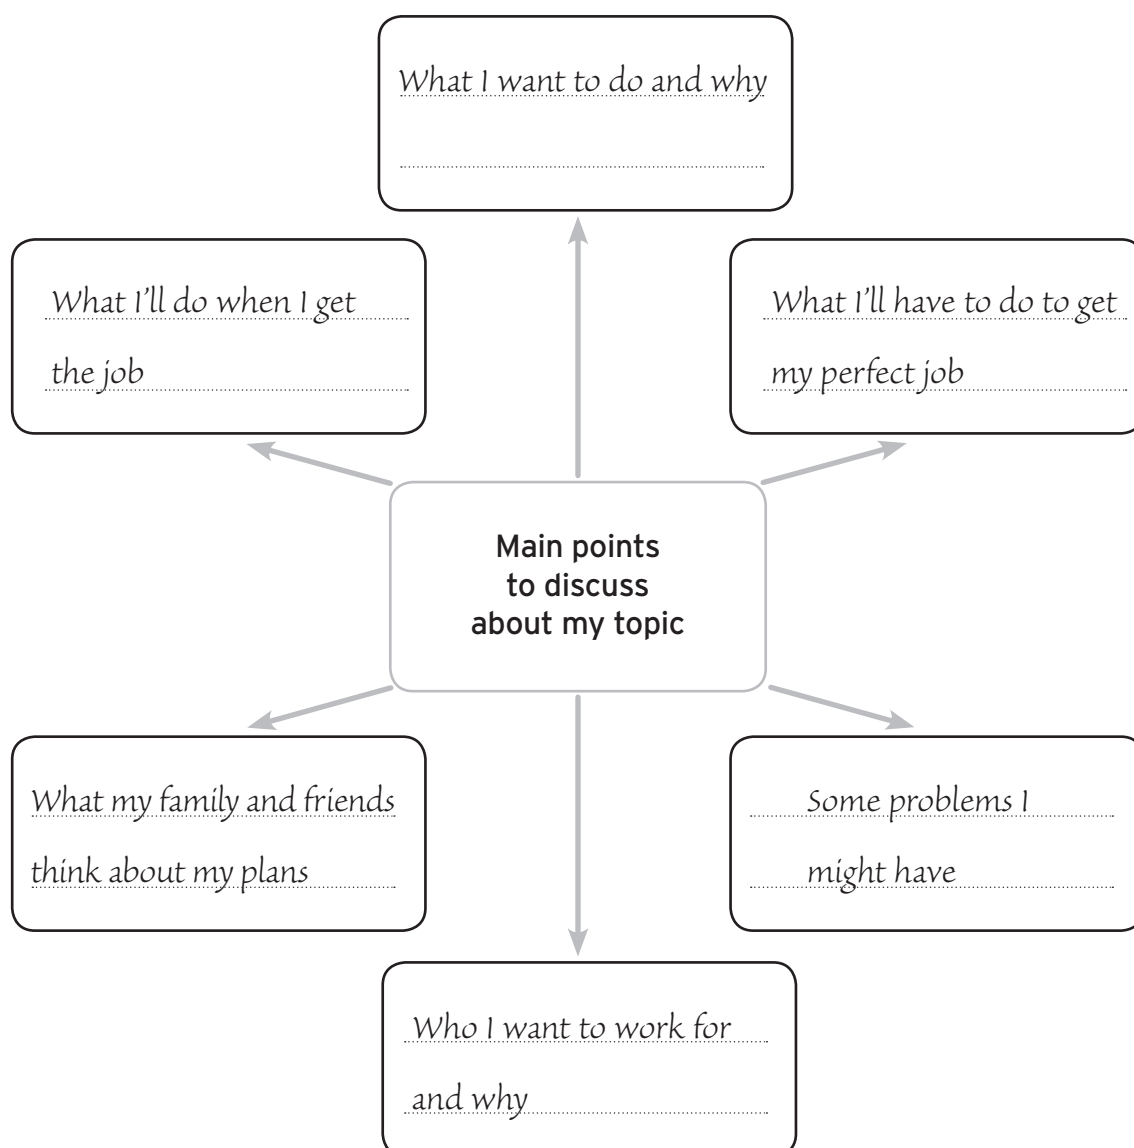 What I want to do and why
What I'll do when I get
the job
What I'll have to do to get
my perfect job
Main points
to discuss
about my topic
What my family and friends
think about my plans
Some problems I
might have
Who I want to work for
and why